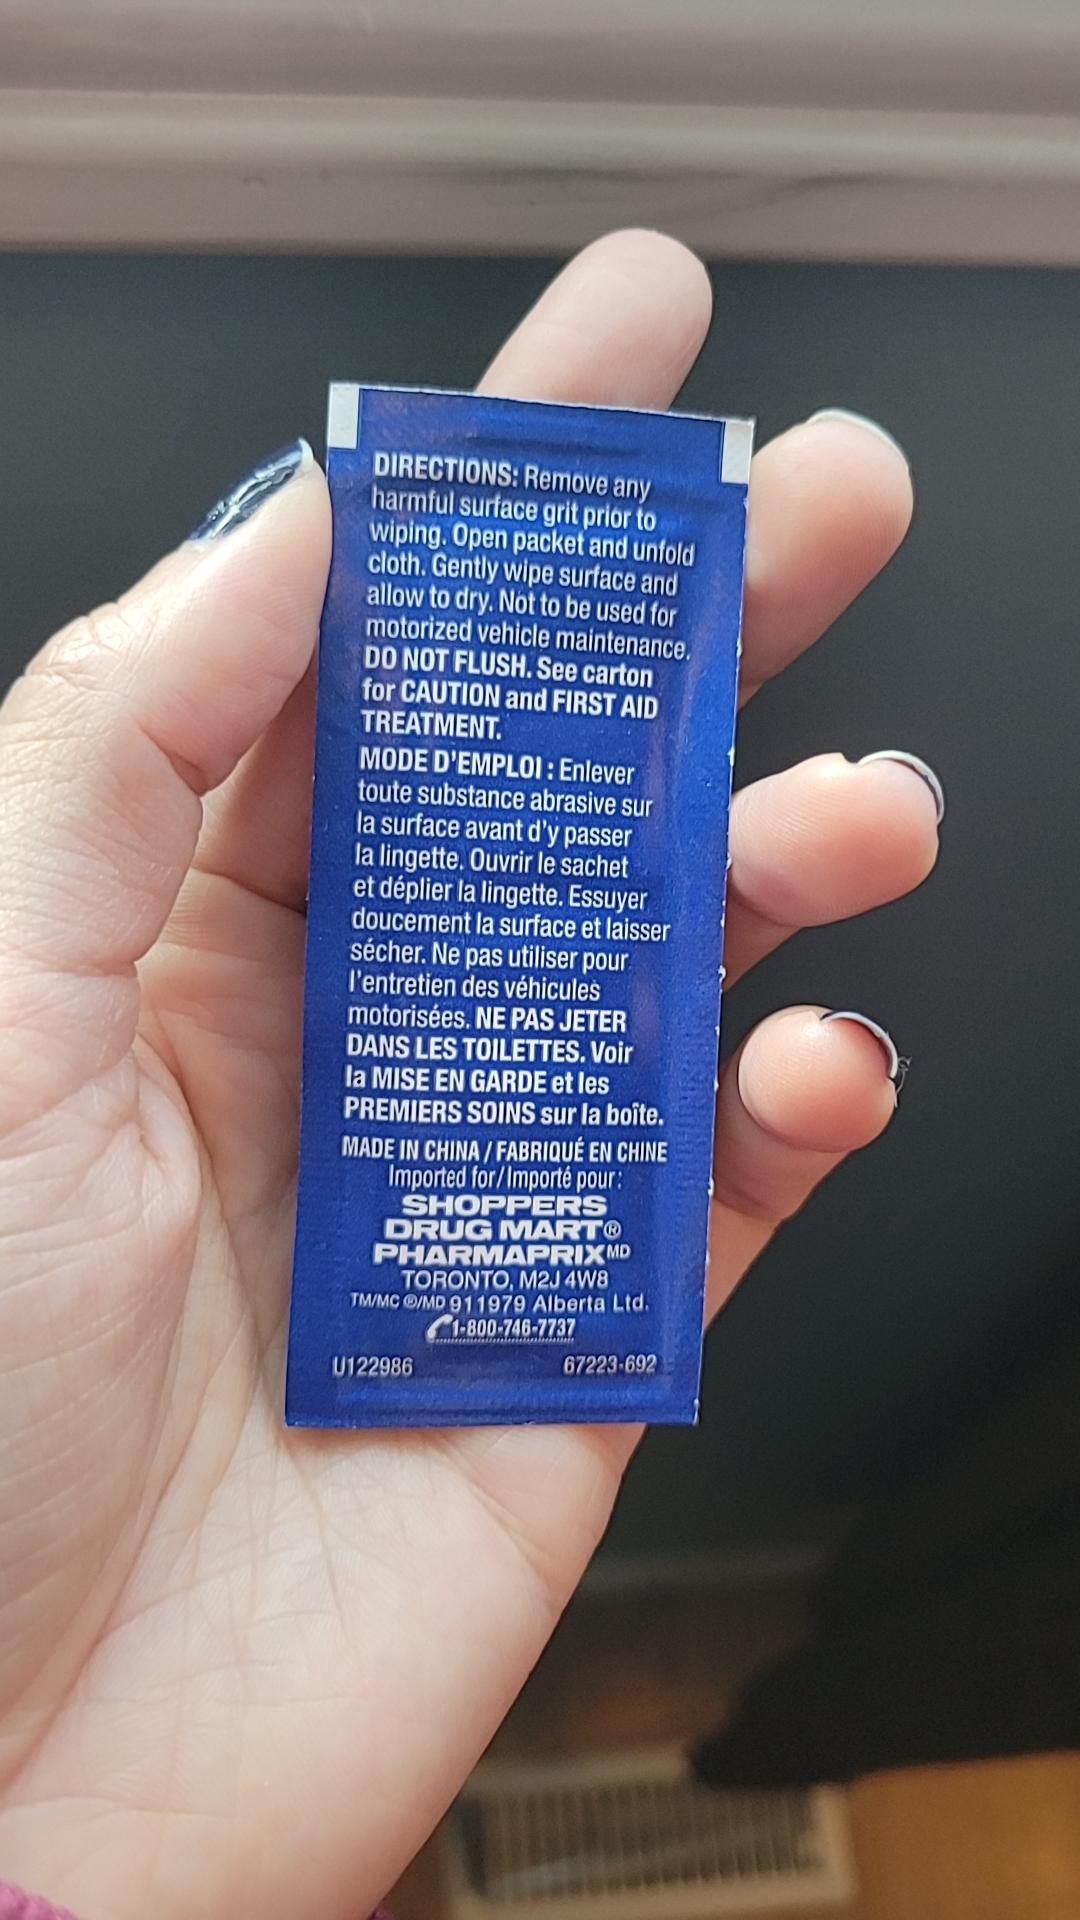 DIRECTIONS: Remove any
harmful surface grit prior to
wiping. Open packet and unfold
cloth. Gently wipe surface and
allow to dry. Not to be used for
motorized vehicle maintenance.
DO NOT FLUSH. See carton
for CAUTION and FIRST AID
TREATMENT.
MODE D'EMPLOI : Enlever
toute substance abrasive sur
la surface avant d'y passer
la lingette. Ouvrir le sachet
et déplier la lingette. Essuyer
doucement la surface et laisser
sécher. Ne pas utiliser pour
l'entretien des véhicules
motorisées. NE PAS JETER
DANS LES TOILETTES. Voir
la MISE EN GARDE et les
PREMIERS SOINS sur la boîte.
MADE IN CHINA / FABRIQUÉ EN CHINE
Imported for/Importé pour:
SHOPPERS
DRUG MART®
PHARMAPRIX MD
TORONTO, M2J 4W8
TM/MC ®/MD 911979 Alberta Ltd.
1-800-746-7737
U122986 67223-692